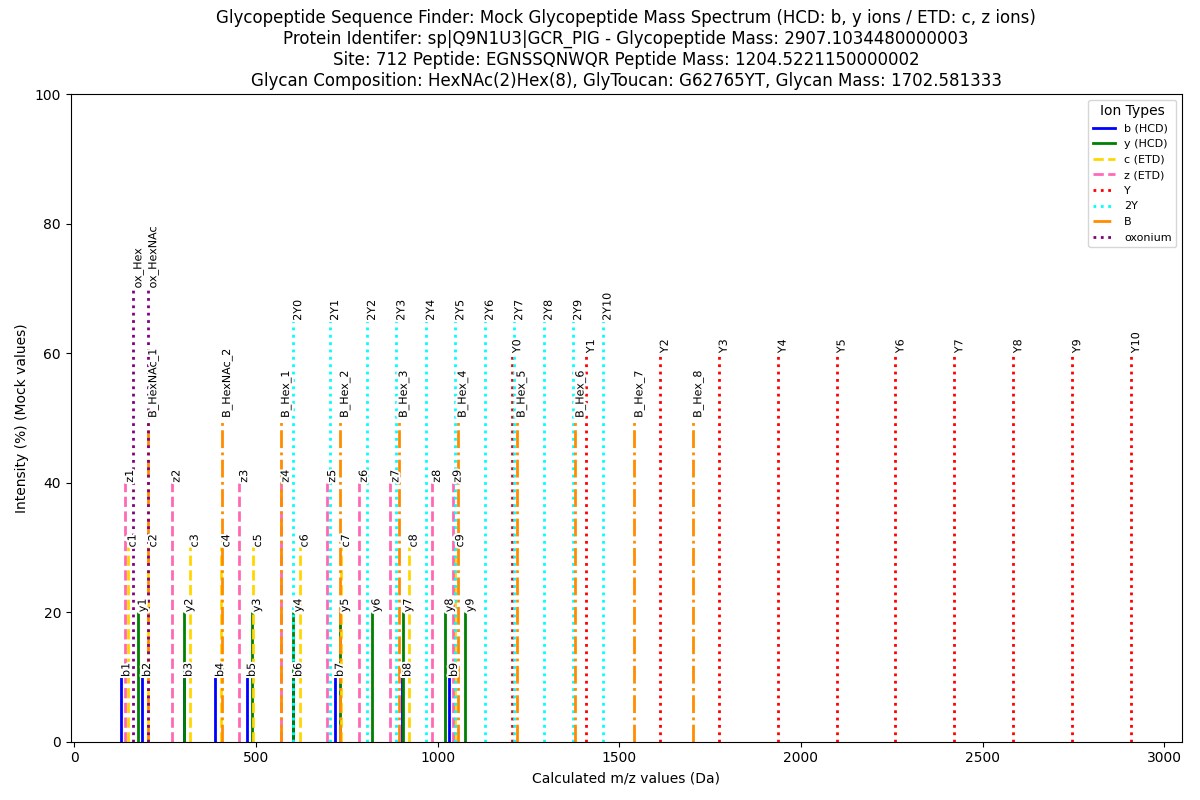 Glycopeptide Sequence Finder: Mock Glycopeptide Mass Spectrum (HCD: b, y ions / ETD: c, z ions)
Protein Identifer: sp|Q9N1U3|GCR_PIG - Glycopeptide Mass: 2907.1034480000003
Site: 712 Peptide: EGNSSQNWQR Peptide Mass: 1204.5221150000002
Glycan Composition: HexNAc(2)Hex(8), GlyToucan: G62765YT, Glycan Mass: 1702.581333
Intensity (%) (Mock values)
100
80
60
40
20
0
Ion Types
b (HCD)
y (HCD)
c (ETD)
z (ETD)
Y
2Y
B
oxonium
ox_Hex
ox_HexNAc
2Y0
2Y1
2Y2
2Y3
2Y4
2Y5
2Y6
2Y7
2Y8
2Y9
2Y10
Y0
Y1
Y2
Y3
Y4
Y5
Y6
Y7
Y8
Y9
Y10
B_HexNAc_1
B_HexNAc_2
B_Hex_1
B_Hex_2
B_Hex_3
B_Hex_4
B_Hex_5
B_Hex_6
B_Hex_7
B_Hex_8
z1
z2
z3
z4
z5
z6
z7
z8
z9
c1
c2
c3
c4
c5
c6
c7
c8
c9
y1
y2
y3
y4
y5
y6
y7
y8
y9
b1
b2
b3
b4
b5
b6
b7
b8
b9
0
500
1000
1500
2000
2500
3000
Calculated m/z values (Da)